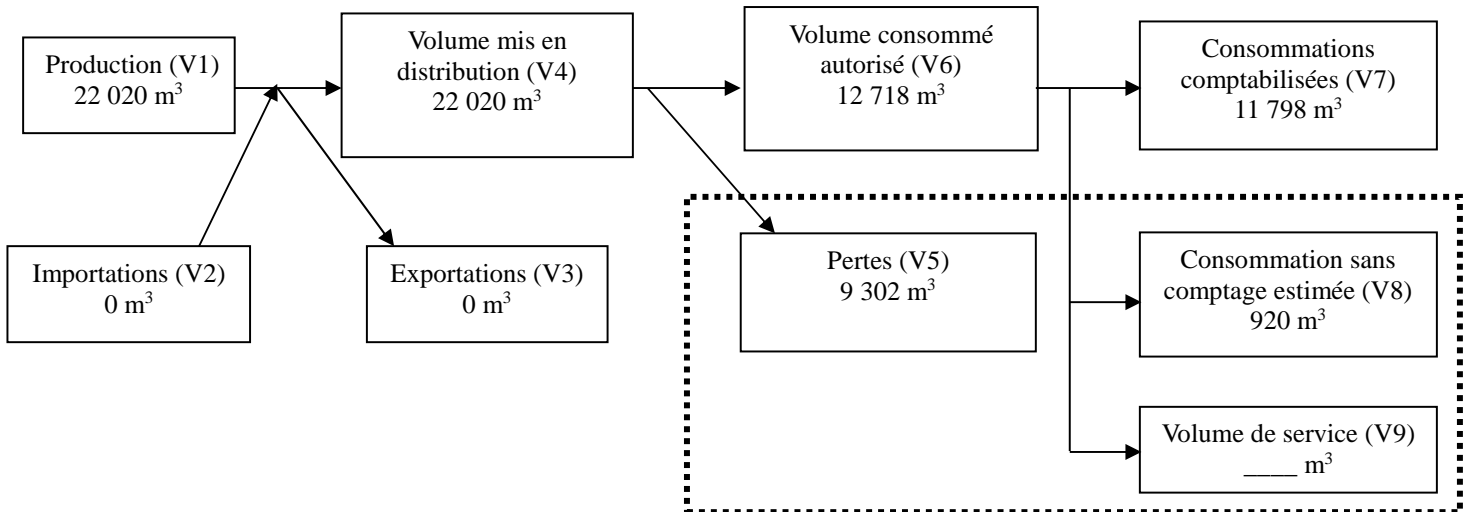 Production (V1)
22 020 m³
Volume mis en
distribution (V4)
22 020 m³
Volume consommé
autorisé (V6)
12 718 m³
Consommations
comptabilisées (V7)
11 798 m³
Importations (V2)
0 m³
Exportations (V3)
0 m³
Pertes (V5)
9 302 m³
Consommation sans
comptage estimée (V8)
920 m³
Volume de service (V9)
____ m³